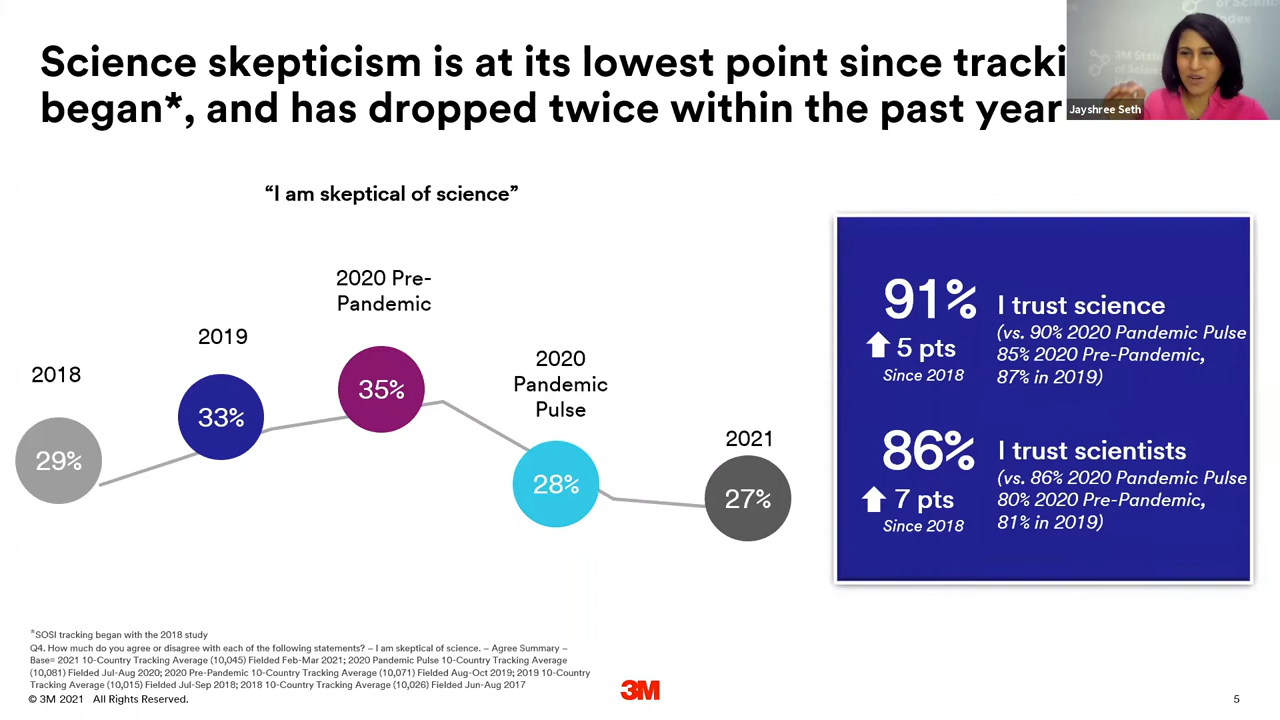 Science skepticism is at its lowest point since tracki
began*, and has dropped twice within the past year
of Science
Index
3M State
of Scien
Jayshree Seth
“I am skeptical of science”
2018
29%
2019
33%
2020 Pre-
Pandemic
35%
2020
Pandemic
Pulse
28%
2021
27%
91%
5 pts
Since 2018
I trust science
(vs. 90% 2020 Pandemic Pulse
85% 2020 Pre-Pandemic,
87% in 2019)
86%
7 pts
Since 2018
I trust scientists
(vs. 86% 2020 Pandemic Pulse
80% 2020 Pre-Pandemic,
81% in 2019)
*SOSI tracking began with the 2018 study
Q4. How much do you agree or disagree with each of the following statements? – I am skeptical of science. – Agree Summary –
Base= 2021 10-Country Tracking Average (10,045) Fielded Feb-Mar 2021; 2020 Pandemic Pulse 10-Country Tracking Average
(10,081) Fielded Jul-Aug 2020; 2020 Pre-Pandemic 10-Country Tracking Average (10,071) Fielded Aug-Oct 2019; 2019 10-Country
Tracking Average (10,015) Fielded Jul-Sep 2018; 2018 10-Country Tracking Average (10,026) Fielded Jun-Aug 2017
© 3M 2021 All Rights Reserved.
3M
5